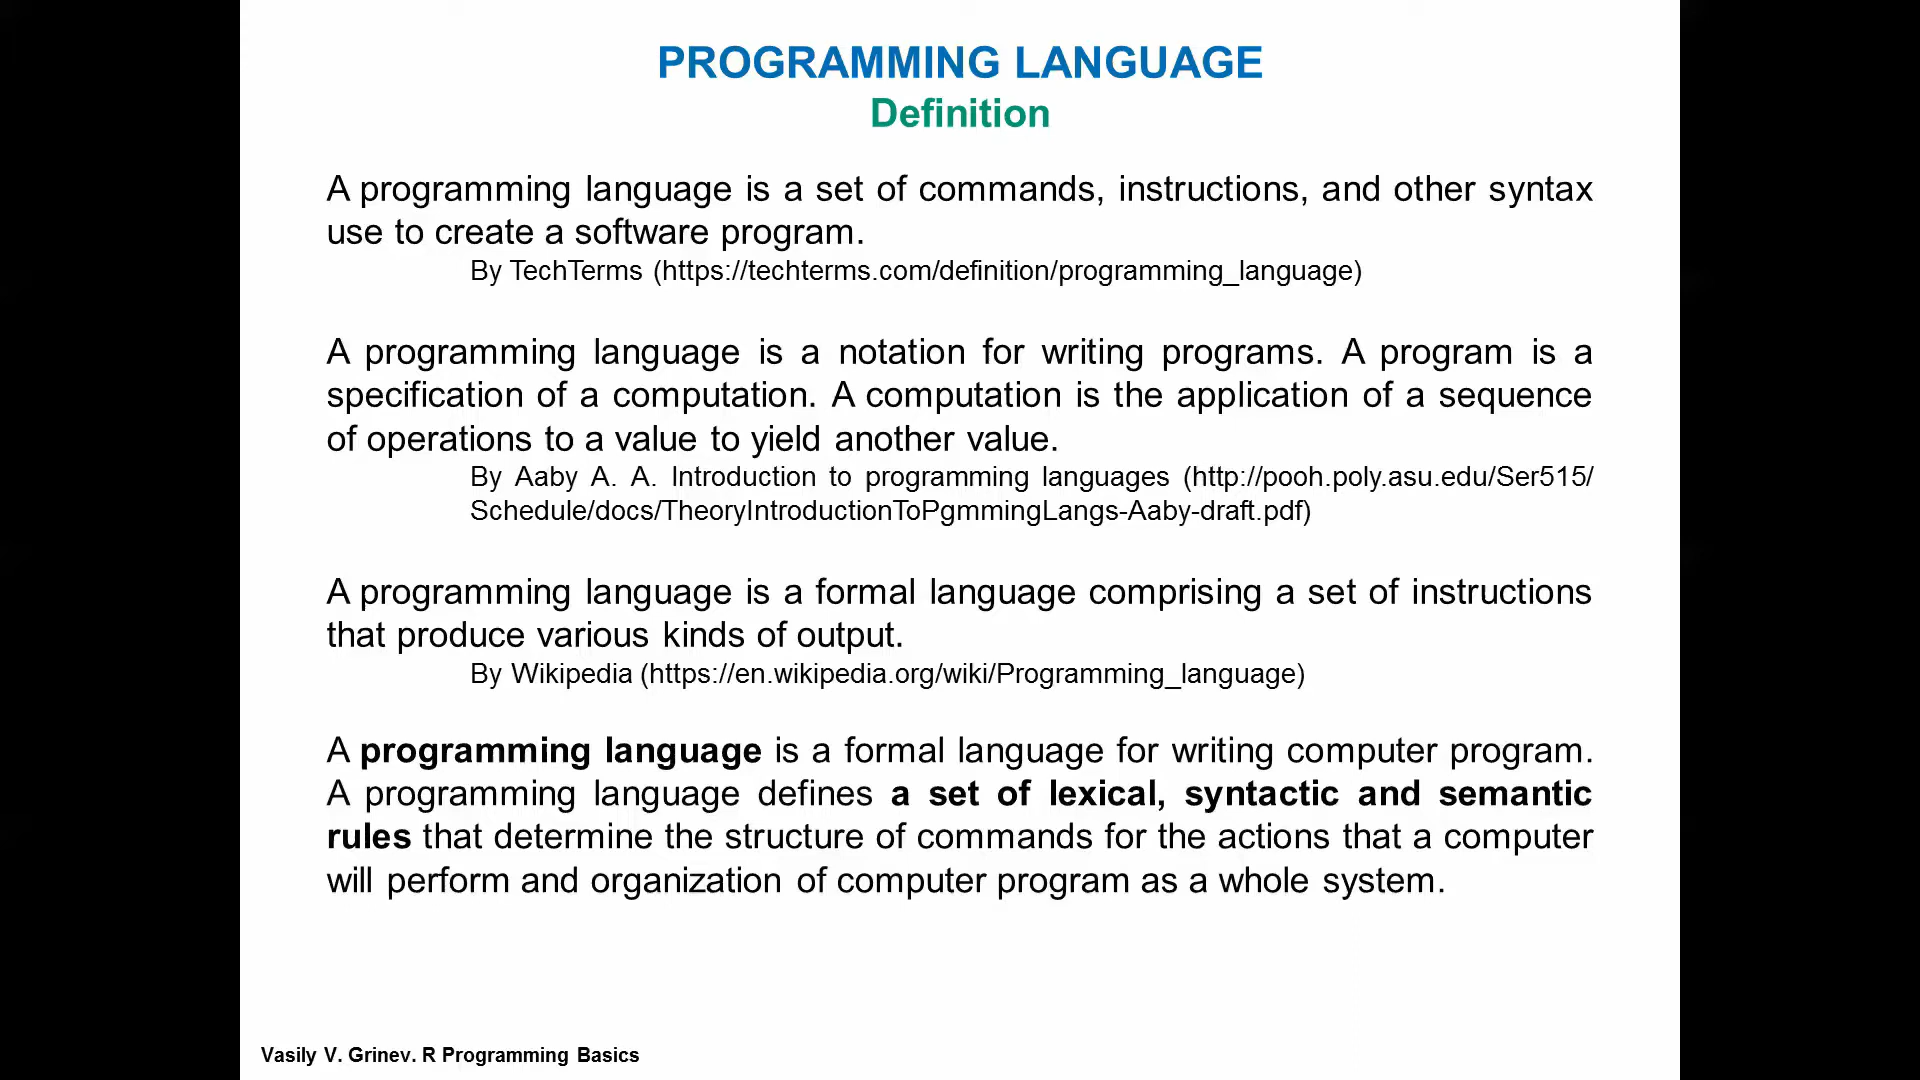 PROGRAMMING LANGUAGE
Definition
A programming language is a set of commands, instructions, and other syntax
use to create a software program.
By TechTerms (https://techterms.com/definition/programming_language)
A programming language is a notation for writing programs. A program is a
specification of a computation. A computation is the application of a sequence
of operations to a value to yield another value.
By Aaby A. A. Introduction to programming languages (http://pooh.poly.asu.edu/Ser515/
Schedule/docs/TheoryIntroductionToPgmmingLangs-Aaby-draft.pdf)
A programming language is a formal language comprising a set of instructions
that produce various kinds of output.
By Wikipedia (https://en.wikipedia.org/wiki/Programming_language)
A programming language is a formal language for writing computer program.
A programming language defines a set of lexical, syntactic and semantic
rules that determine the structure of commands for the actions that a computer
will perform and organization of computer program as a whole system.
Vasily V. Grinev. R Programming Basics